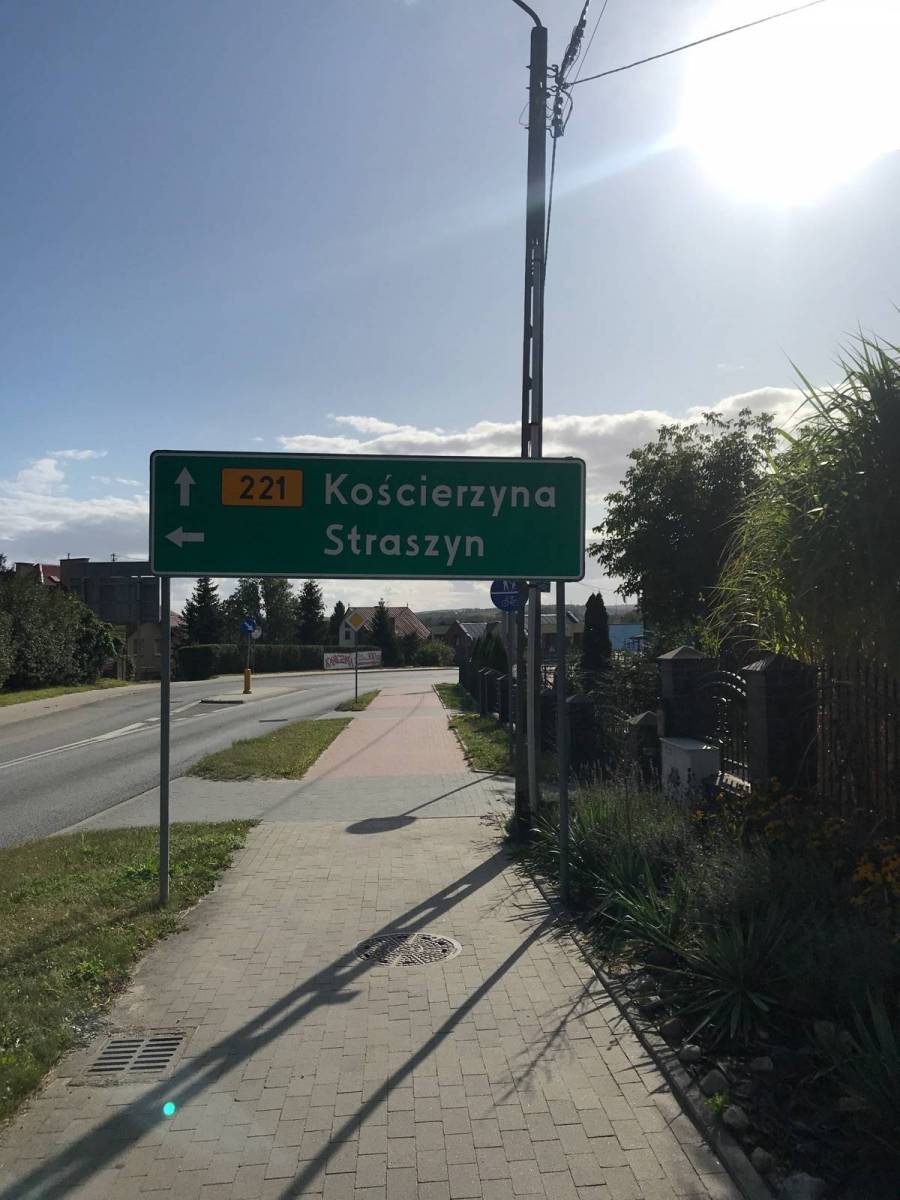 221 Kościerzyna
Straszyn